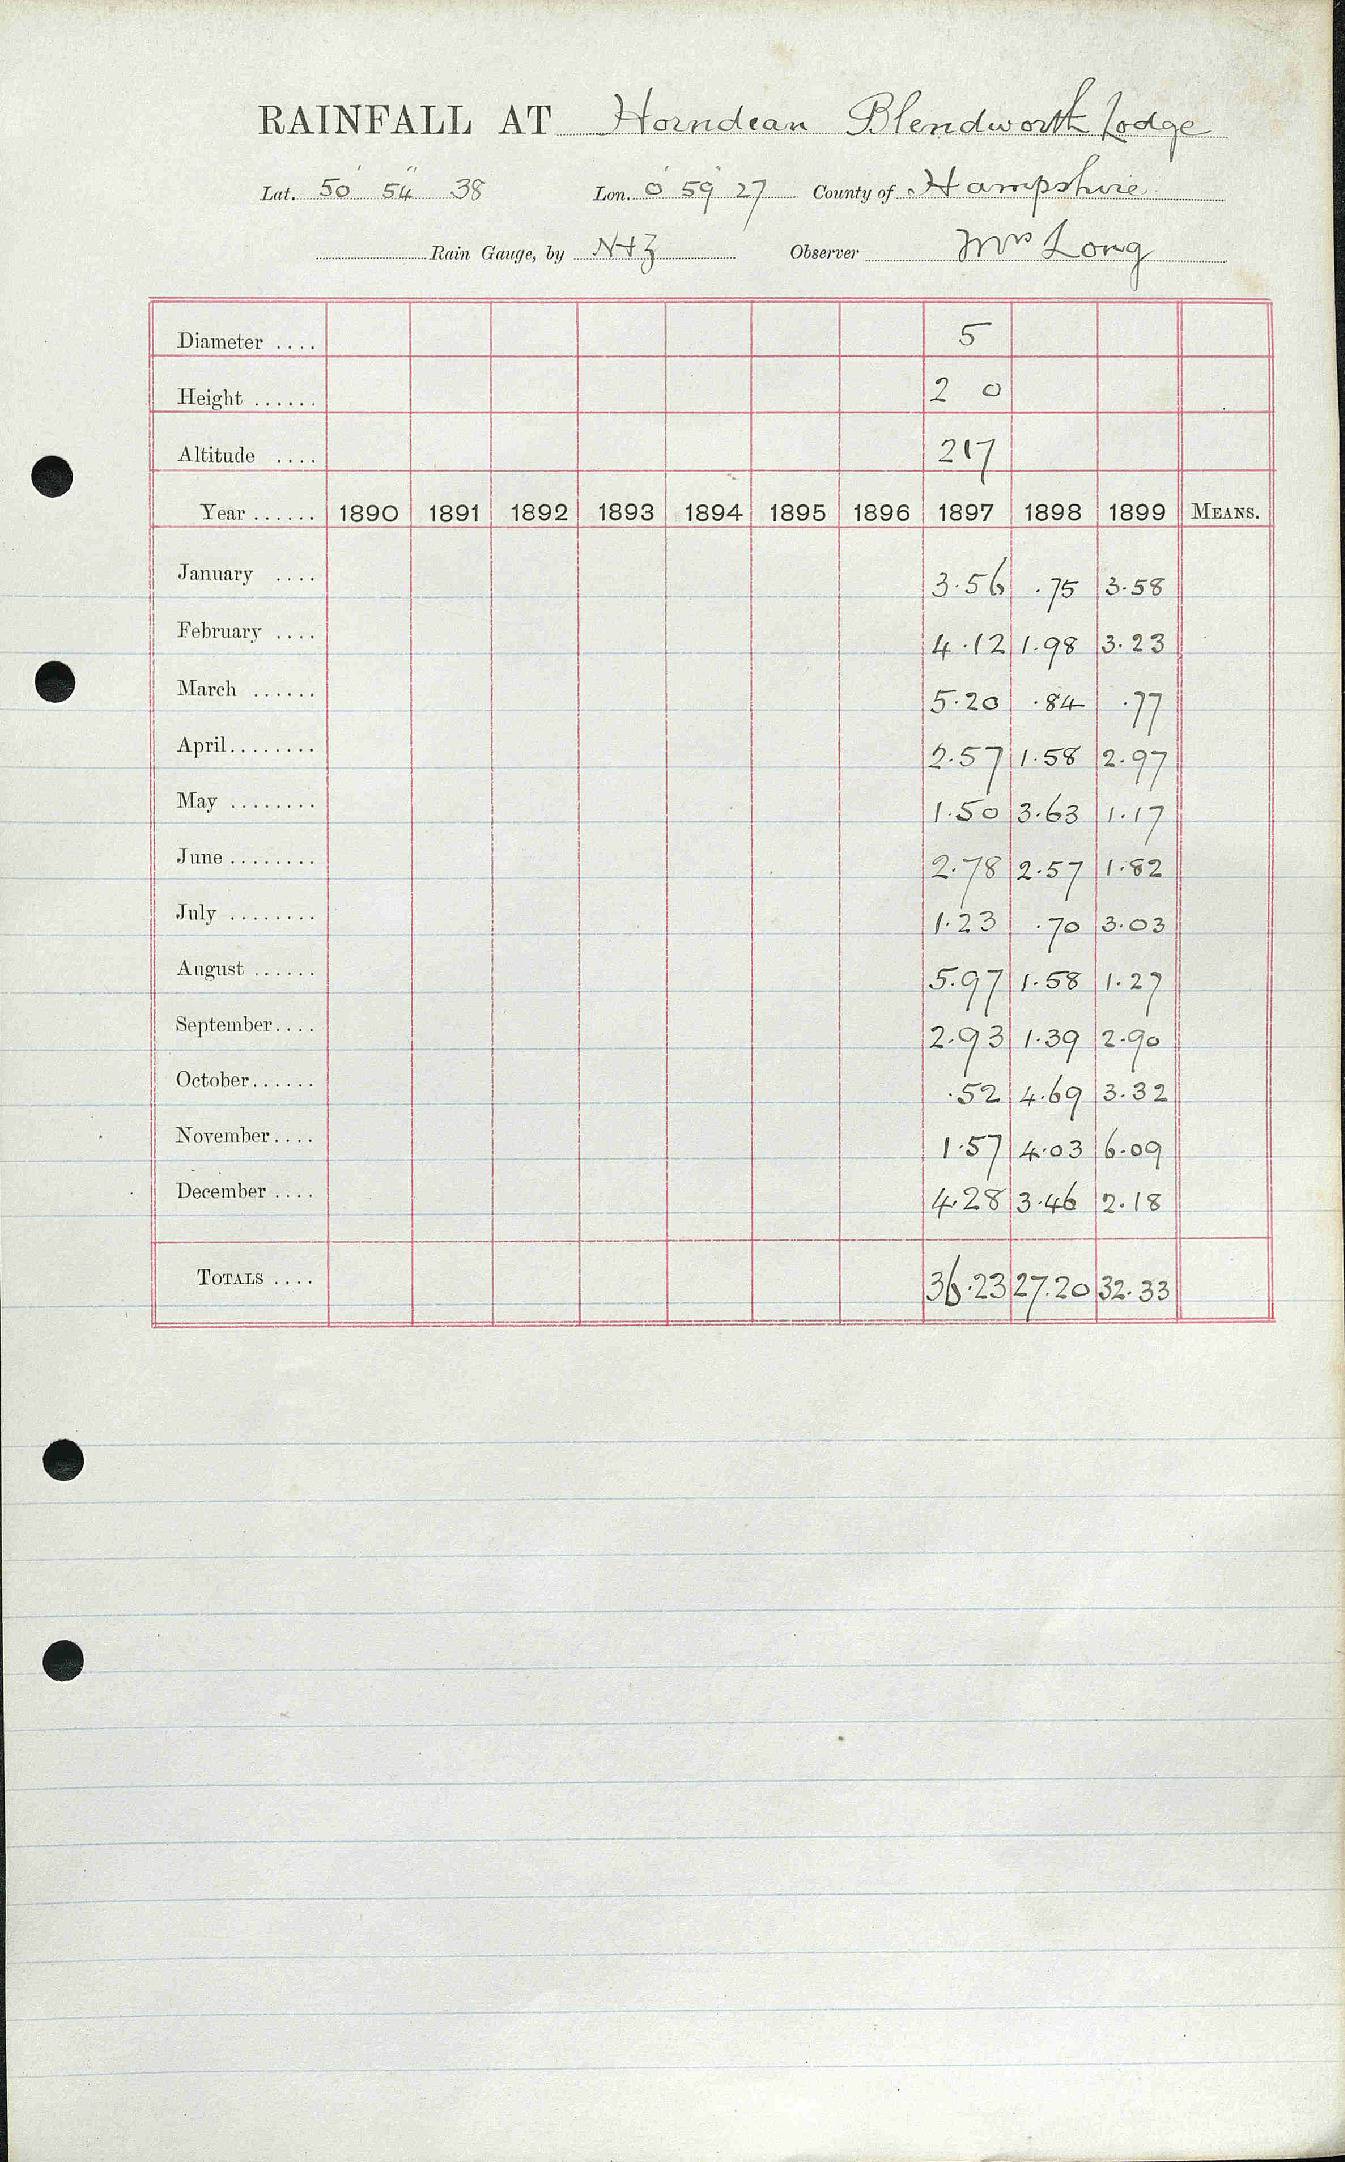 RAINFALL AT Horndean Blendworth Lodge
Lat. 50 54 38 Lon. 0 59 27 County of Hampshire
Rain Gauge, by N+Z Observer Mrs Long
Diameter .... 5
Height ...... 2 0
Altitude .... 217
Year ...... 1890 1891 1892 1893 1894 1895 1896 1897 1898 1899 MEANS.
January .... 3.56 .75 3.58
February .... 4.12 1.98 3.23
March ...... 5.20 .84 .77
April ........ 2.57 1.58 2.97
May ........ 1.50 3.63 1.17
June ........ 2.78 2.57 1.82
July ........ 1.23 .70 3.03
August ...... 5.97 1.58 1.27
September .... 2.93 1.39 2.90
October ...... .52 4.69 3.32
November .... 1.57 4.03 6.09
December .... 4.28 3.46 2.18
TOTALS .... 36.23 27.20 32.33